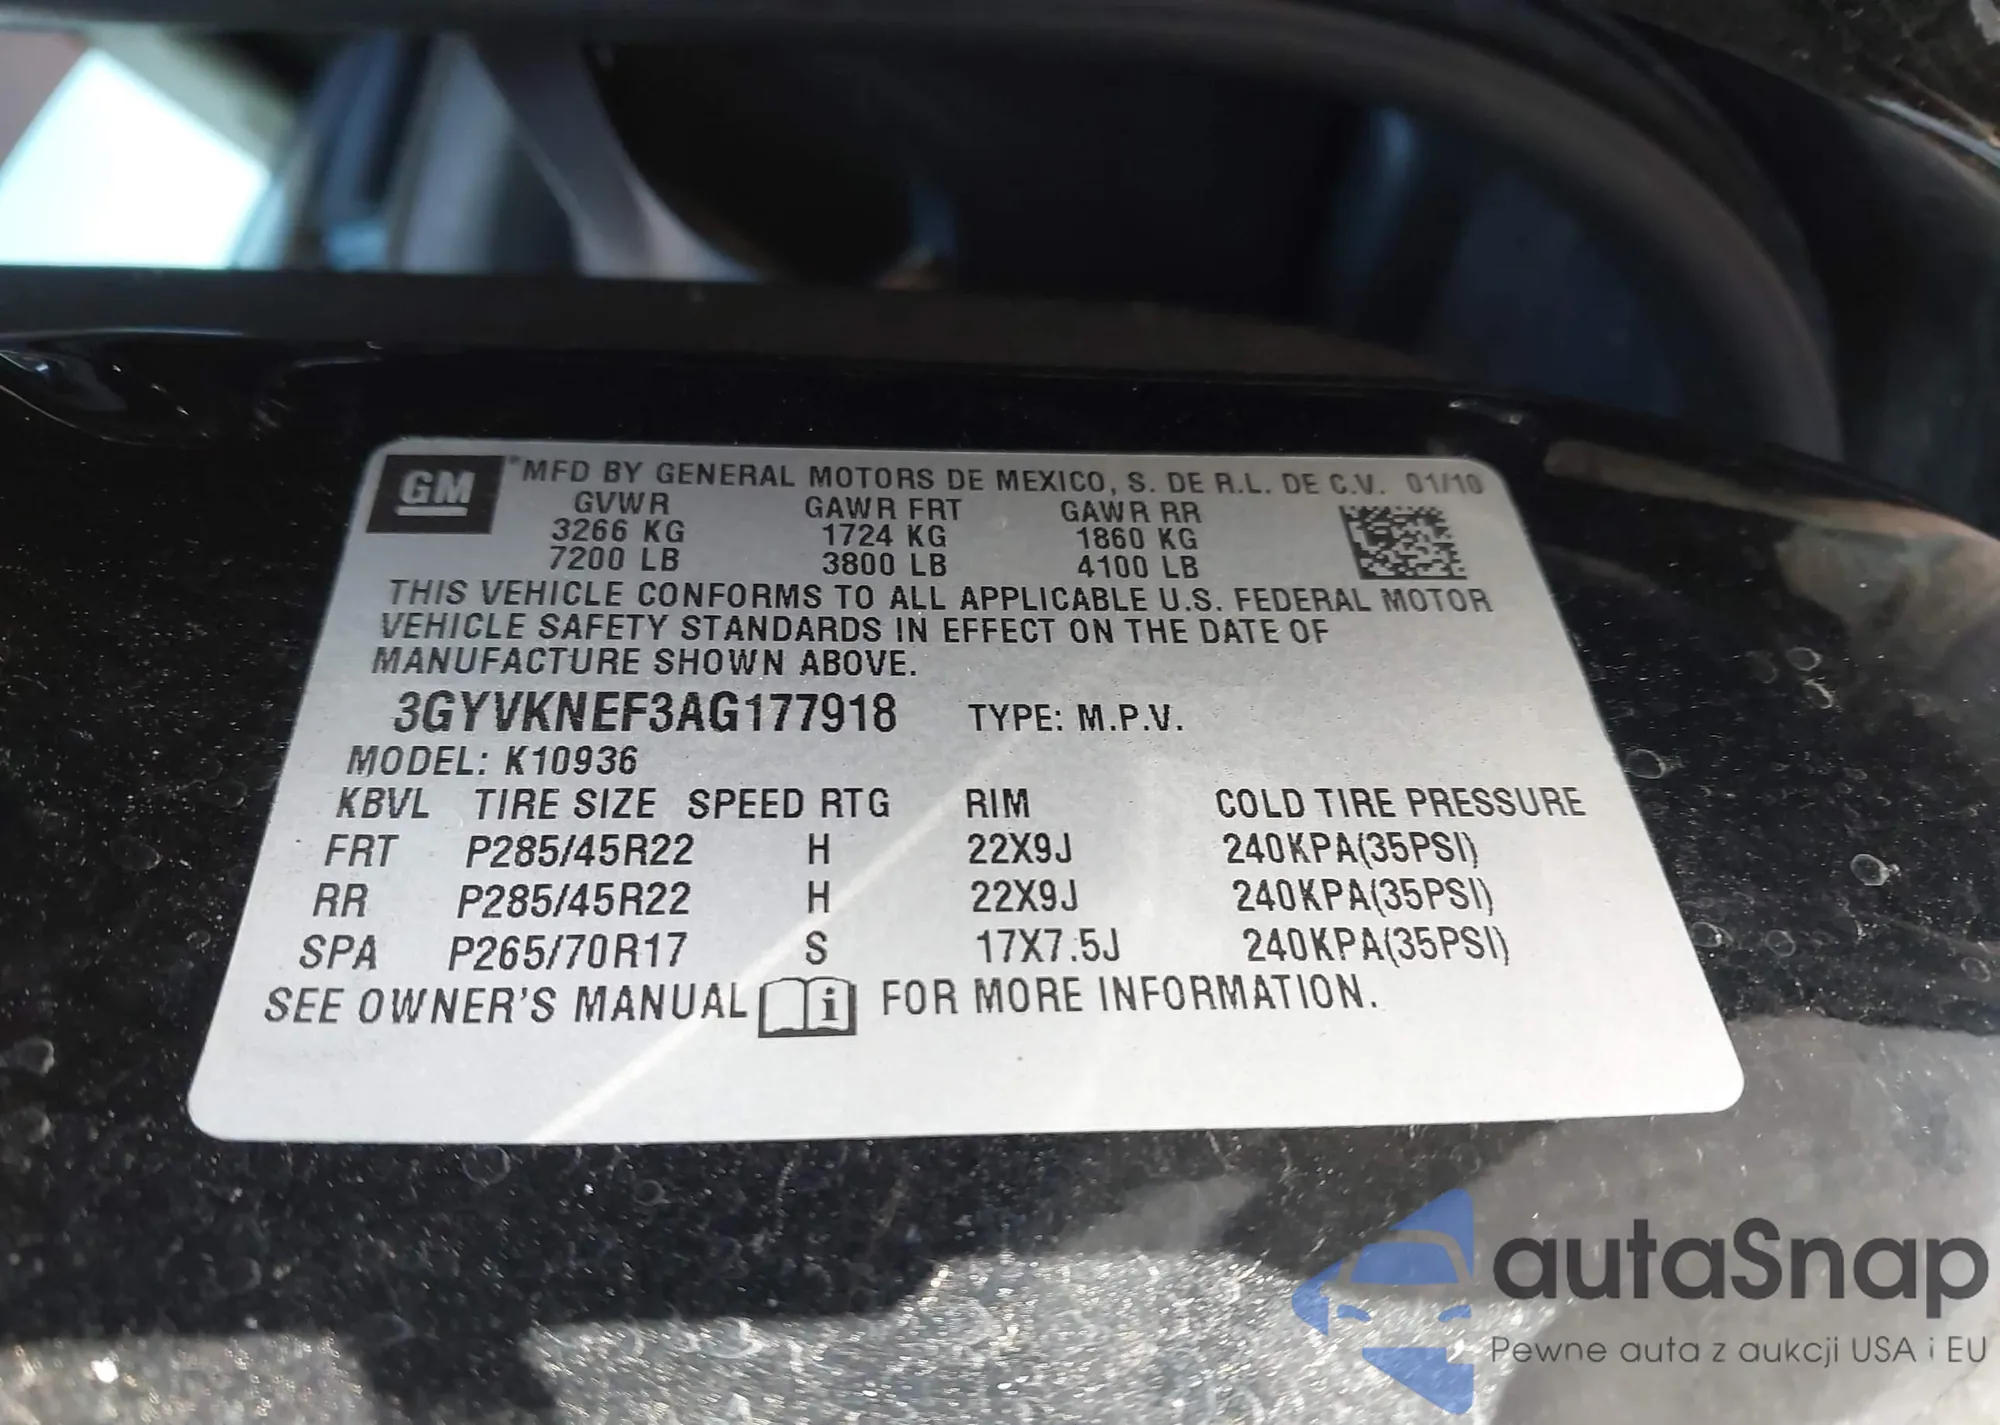 GM
*MFD BY GENERAL MOTORS DE MEXICO, S. DE R.L. DE C.V. 01/10
GVWR GAWR FRT GAWR RR
3266 KG 1724 KG 1860 KG
7200 LB 3800 LB 4100 LB
THIS VEHICLE CONFORMS TO ALL APPLICABLE U.S. FEDERAL MOTOR
VEHICLE SAFETY STANDARDS IN EFFECT ON THE DATE OF
MANUFACTURE SHOWN ABOVE.
3GYVKNEF3AG177918 TYPE: M.P.V.
MODEL: K10936
KBVL TIRE SIZE SPEED RTG RIM COLD TIRE PRESSURE
FRT P285/45R22 H 22X9J 240KPA(35PSI)
RR P285/45R22 H 22X9J 240KPA(35PSI)
SPA P265/70R17 S 17X7.5J 240KPA(35PSI)
SEE OWNER'S MANUAL i FOR MORE INFORMATION.
autaSnap
Pewne auta z aukcji USA i EU